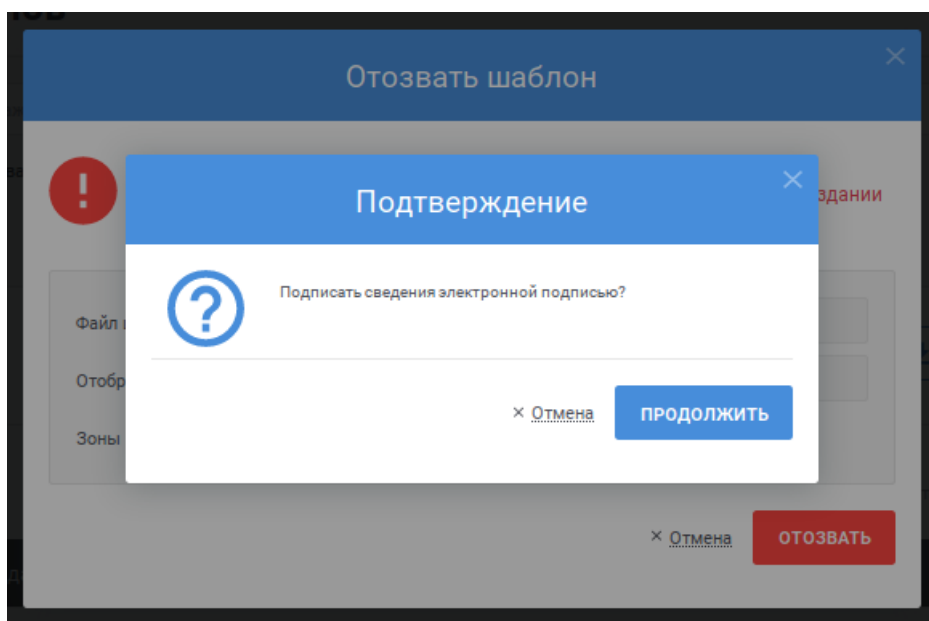 Отозвать шаблон
Подтверждение
здании
Подписать сведения электронной подписью?
Файл
Отобр
Зоны
× Отмена ПРОДОЛЖИТЬ
× Отмена ОТОЗВАТЬ